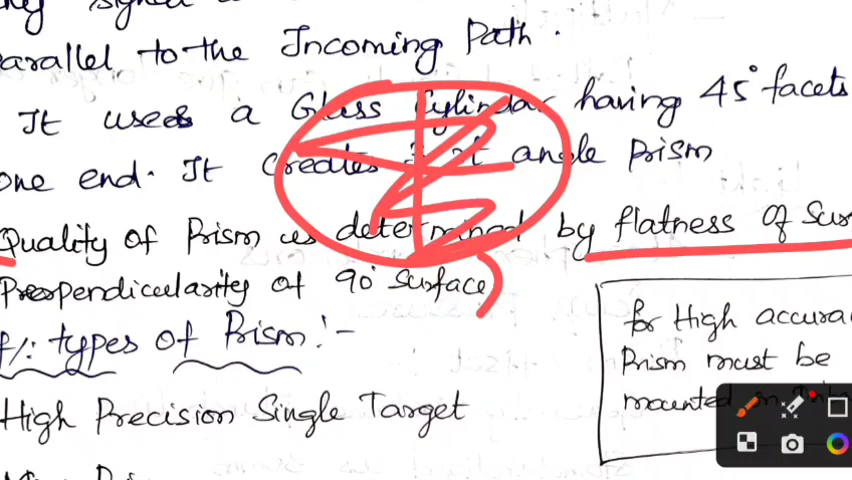 parallel to the Incoming Path.
It uses a Glass Cylinder having 45° facets
one end. It Creates 3 rt angle Prism
Quality of Prism is determined by flatness of Sur
Perpendicularity of 90° Surface
types of Prism:-
for High accura
Prism must be
mounted
High Precision Single Target